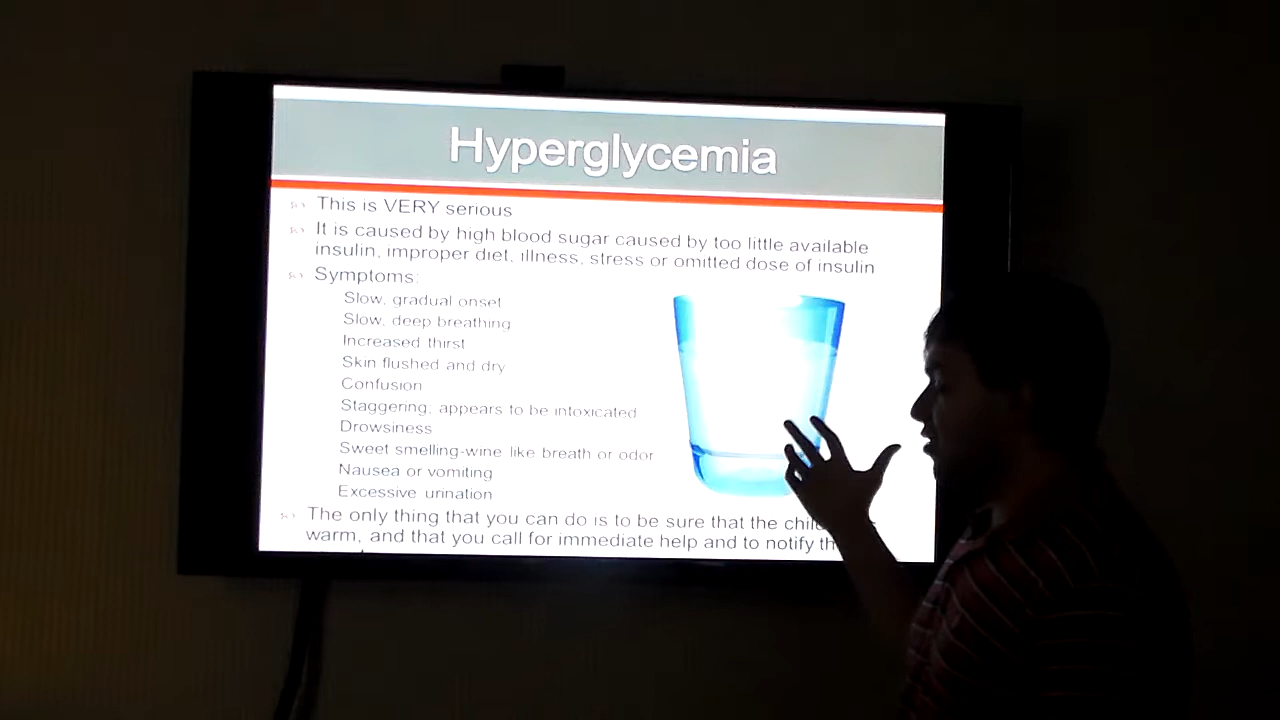 Hyperglycemia
This is VERY serious
It is caused by high blood sugar caused by too little available
insulin, improper diet, illness, stress or omitted dose of insulin
Symptoms:
Slow, gradual onset
Slow, deep breathing
Increased thirst
Skin flushed and dry
Confusion
Staggering; appears to be intoxicated
Drowsiness
Sweet smelling-wine like breath or odor
Nausea or vomiting
Excessive urination
The only thing that you can do is to be sure that the
warm, and that you call for immediate help and to notify